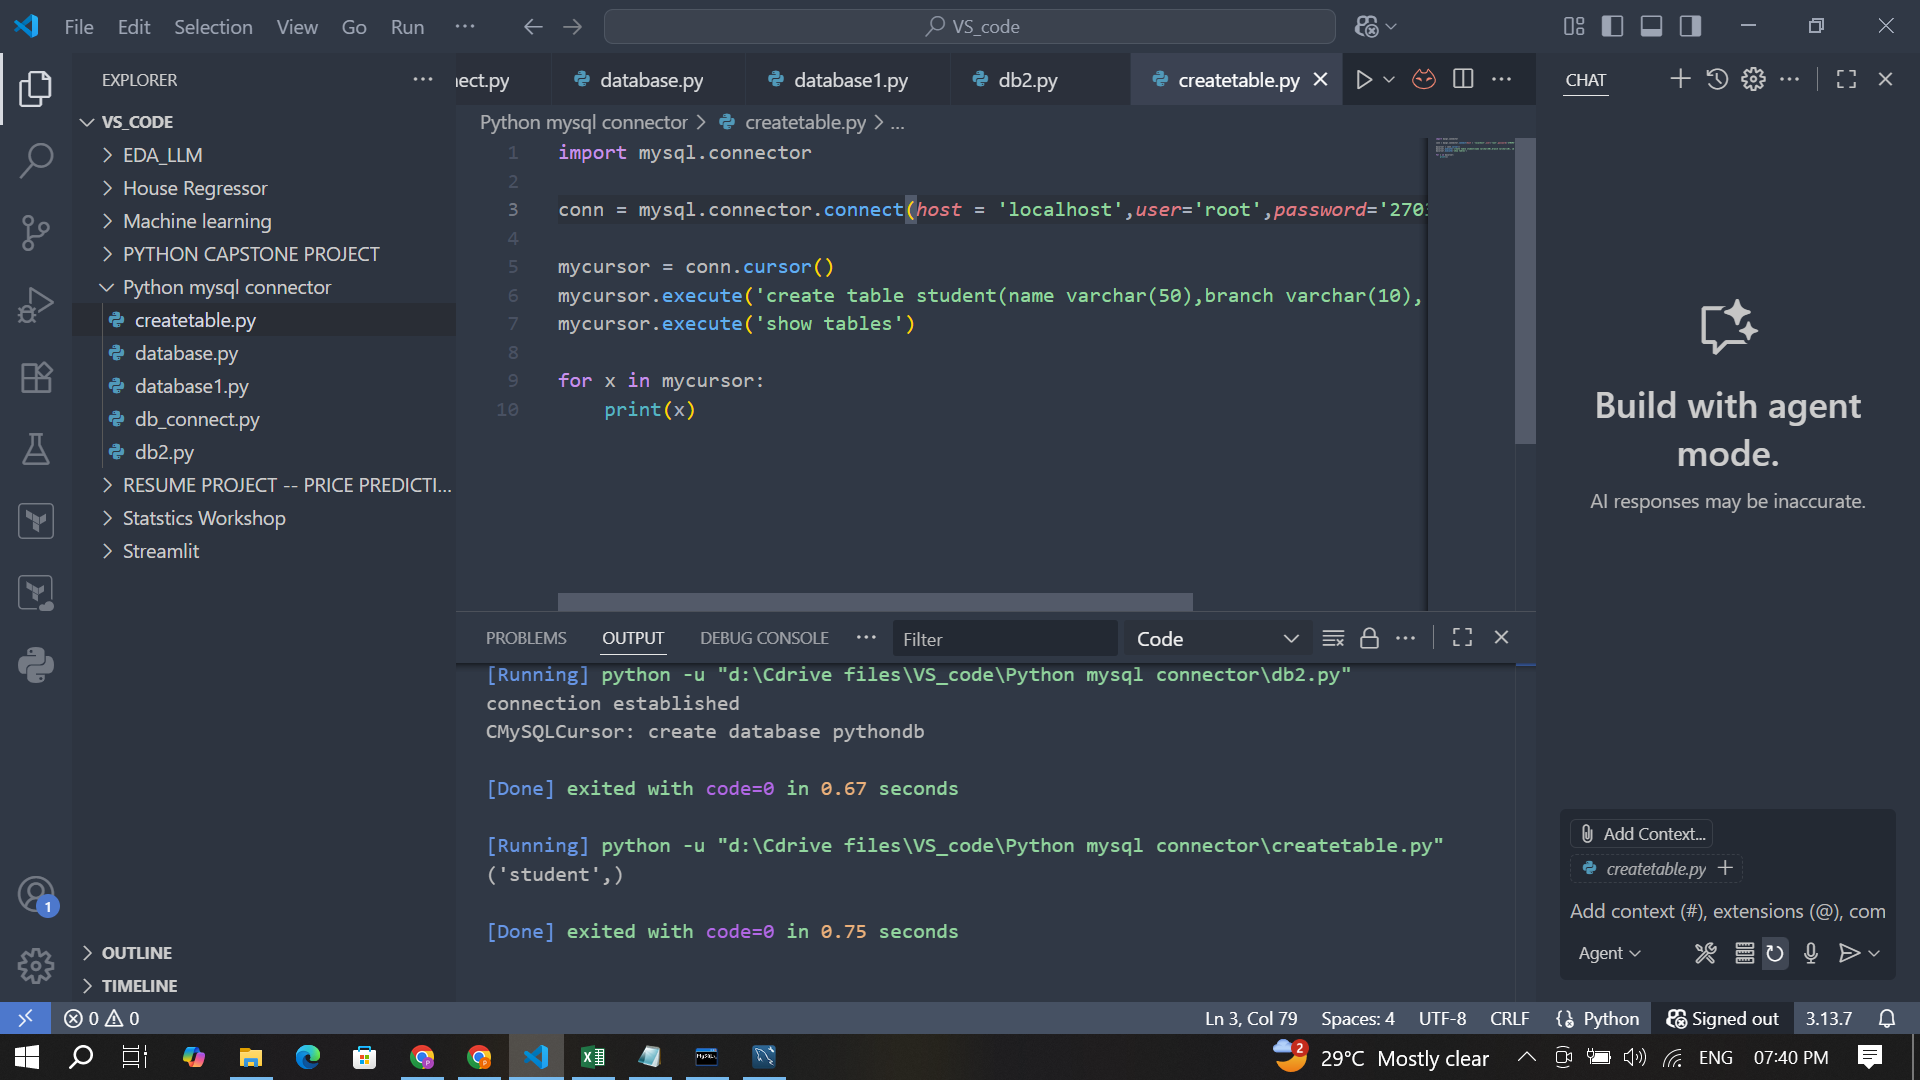 File Edit Selection View Go Run ··· VS_code
EXPLORER
VS_CODE
EDA_LLM
House Regressor
Machine learning
PYTHON CAPSTONE PROJECT
Python mysql connector
createtable.py
database.py
database1.py
db_connect.py
db2.py
RESUME PROJECT -- PRICE PREDICTI...
Statstics Workshop
Streamlit
OUTLINE
TIMELINE
nect.py database.py database1.py db2.py createtable.py
Python mysql connector > createtable.py > ...
1 import mysql.connector
2
3 conn = mysql.connector.connect(host = 'localhost',user='root',password='270
4
5 mycursor = conn.cursor()
6 mycursor.execute('create table student(name varchar(50),branch varchar(10),
7 mycursor.execute('show tables')
8
9 for x in mycursor:
10 print(x)
PROBLEMS OUTPUT DEBUG CONSOLE ··· Filter Code
[Running] python -u "d:\Cdrive files\VS_code\Python mysql connector\db2.py"
connection established
CMySQLCursor: create database pythondb
[Done] exited with code=0 in 0.67 seconds
[Running] python -u "d:\Cdrive files\VS_code\Python mysql connector\createtable.py"
('student',)
[Done] exited with code=0 in 0.75 seconds
CHAT
Build with agent
mode.
AI responses may be inaccurate.
Add Context...
createtable.py
Add context (#), extensions (@), com
Agent
1
0 0 Ln 3, Col 79 Spaces: 4 UTF-8 CRLF Python Signed out 3.13.7
2 29°C Mostly clear ENG 07:40 PM